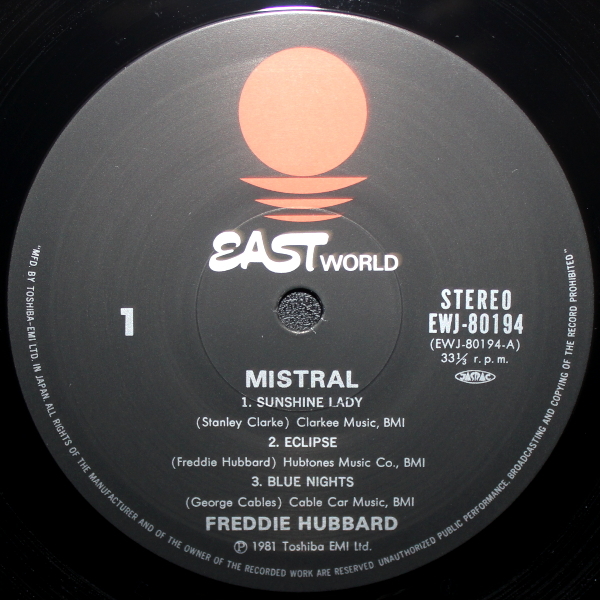 EAST WORLD
1
STEREO
EWJ-80194
(EWJ-80194-A)
33⅓ r.p.m.
JASRAC
MISTRAL
1. SUNSHINE LADY
(Stanley Clarke) Clarkee Music, BMI
2. ECLIPSE
(Freddie Hubbard) Hubtones Music Co., BMI
3. BLUE NIGHTS
(George Cables) Cable Car Music, BMI
FREDDIE HUBBARD
Ⓟ 1981 Toshiba EMI Ltd.
"MFD. BY TOSHIBA-EMI LTD. IN JAPAN. ALL RIGHTS OF THE MANUFACTURER AND OF THE OWNER OF THE RECORDED WORK ARE RESERVED UNAUTHORIZED PUBLIC PERFORMANCE, BROADCASTING AND COPYING OF THE RECORD PROHIBITED"